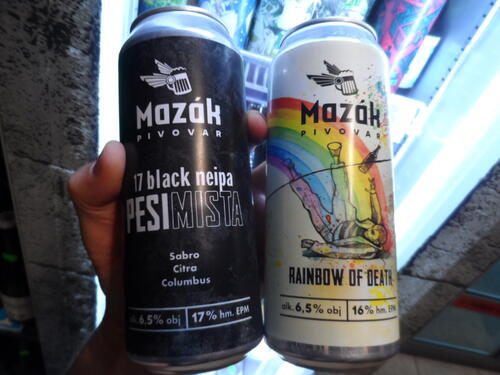 Mazák
PIVOVAR
17 black neipa
PESIMISTA
Sabro
Citra
Columbus
alk. 6,5% obj
17% hm. EPM
Mazák
PIVOVAR
RAINBOW OF DEATH
alk. 6,5% obj
16% hm. EPM